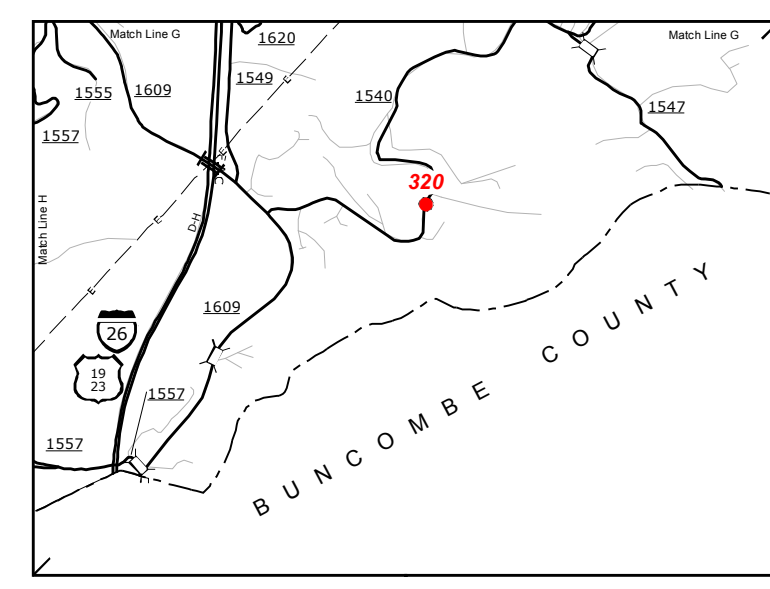 Match Line G
1620
Match Line G
1549
1555
1609
1540
1547
1557
E
E
C
320
E
D-H
Match Line H
E
1609
26
19
23
1557
1557
BUNCOMBE COUNTY